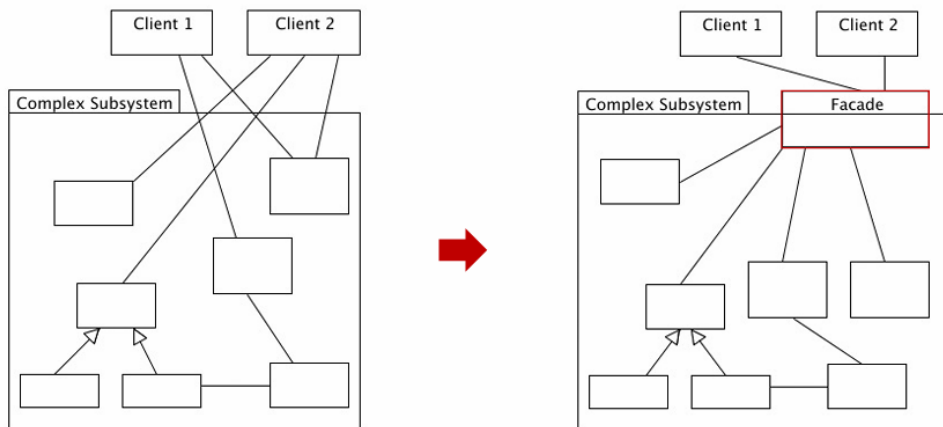 Client 1
Client 2
Complex Subsystem
Client 1
Client 2
Complex Subsystem
Facade